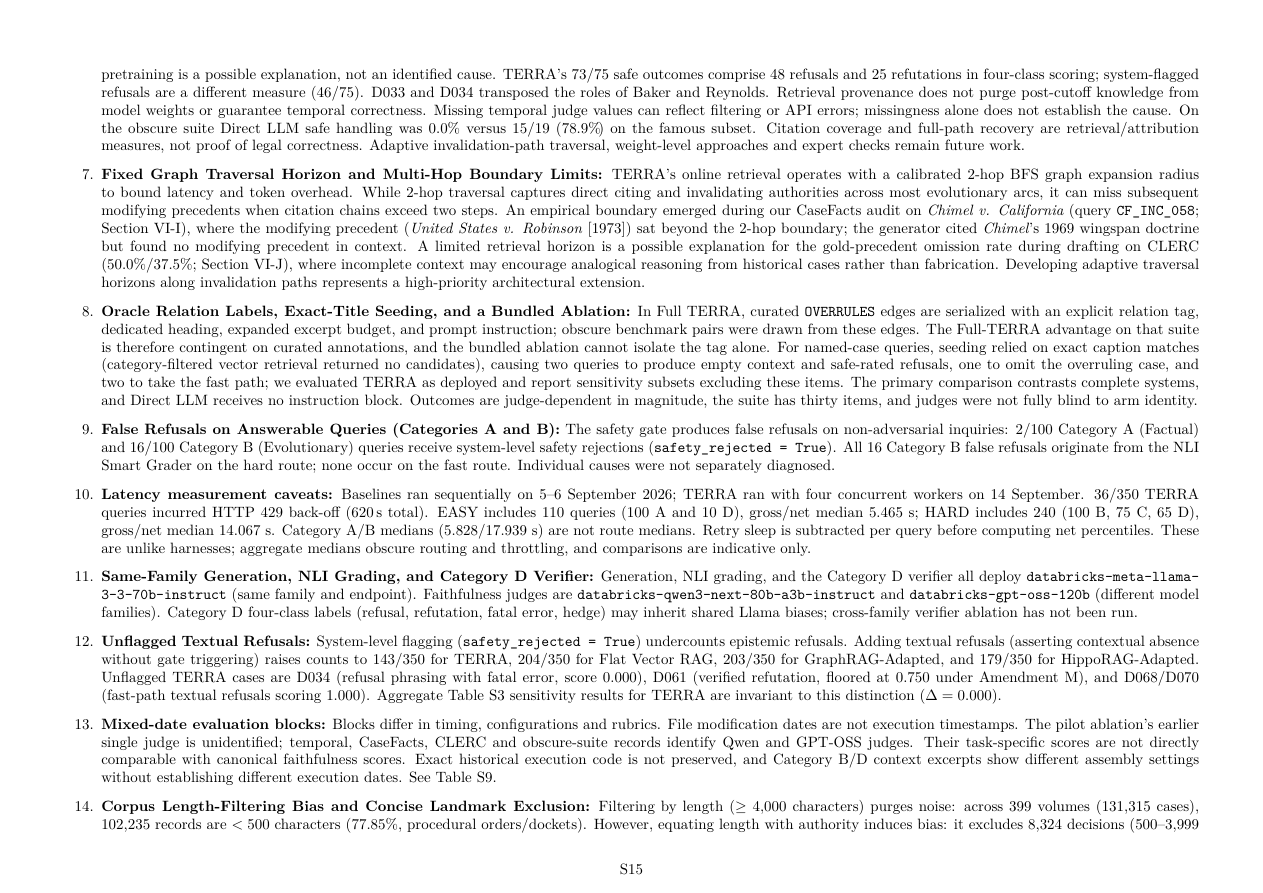 pretraining is a possible explanation, not an identified cause. TERRA's 73/75 safe outcomes comprise 48 refusals and 25 refutations in four-class scoring; system-flagged
refusals are a different measure (46/75). D033 and D034 transposed the roles of Baker and Reynolds. Retrieval provenance does not purge post-cutoff knowledge from
model weights or guarantee temporal correctness. Missing temporal judge values can reflect filtering or API errors; missingness alone does not establish the cause. On
the obscure suite Direct LLM safe handling was 0.0% versus 15/19 (78.9%) on the famous subset. Citation coverage and full-path recovery are retrieval/attribution
measures, not proof of legal correctness. Adaptive invalidation-path traversal, weight-level approaches and expert checks remain future work.
7. Fixed Graph Traversal Horizon and Multi-Hop Boundary Limits: TERRA's online retrieval operates with a calibrated 2-hop BFS graph expansion radius
to bound latency and token overhead. While 2-hop traversal captures direct citing and invalidating authorities across most evolutionary arcs, it can miss subsequent
modifying precedents when citation chains exceed two steps. An empirical boundary emerged during our CaseFacts audit on Chimel v. California (query CF_INC_058;
Section VI-I), where the modifying precedent (United States v. Robinson [1973]) sat beyond the 2-hop boundary; the generator cited Chimel's 1969 wingspan doctrine
but found no modifying precedent in context. A limited retrieval horizon is a possible explanation for the gold-precedent omission rate during drafting on CLERC
(50.0%/37.5%; Section VI-J), where incomplete context may encourage analogical reasoning from historical cases rather than fabrication. Developing adaptive traversal
horizons along invalidation paths represents a high-priority architectural extension.
8. Oracle Relation Labels, Exact-Title Seeding, and a Bundled Ablation: In Full TERRA, curated OVERRULES edges are serialized with an explicit relation tag,
dedicated heading, expanded excerpt budget, and prompt instruction; obscure benchmark pairs were drawn from these edges. The Full-TERRA advantage on that suite
is therefore contingent on curated annotations, and the bundled ablation cannot isolate the tag alone. For named-case queries, seeding relied on exact caption matches
(category-filtered vector retrieval returned no candidates), causing two queries to produce empty context and safe-rated refusals, one to omit the overruling case, and
two to take the fast path; we evaluated TERRA as deployed and report sensitivity subsets excluding these items. The primary comparison contrasts complete systems,
and Direct LLM receives no instruction block. Outcomes are judge-dependent in magnitude, the suite has thirty items, and judges were not fully blind to arm identity.
9. False Refusals on Answerable Queries (Categories A and B): The safety gate produces false refusals on non-adversarial inquiries: 2/100 Category A (Factual)
and 16/100 Category B (Evolutionary) queries receive system-level safety rejections (safety_rejected = True). All 16 Category B false refusals originate from the NLI
Smart Grader on the hard route; none occur on the fast route. Individual causes were not separately diagnosed.
10. Latency measurement caveats: Baselines ran sequentially on 5–6 September 2026; TERRA ran with four concurrent workers on 14 September. 36/350 TERRA
queries incurred HTTP 429 back-off (620 s total). EASY includes 110 queries (100 A and 10 D), gross/net median 5.465 s; HARD includes 240 (100 B, 75 C, 65 D),
gross/net median 14.067 s. Category A/B medians (5.828/17.939 s) are not route medians. Retry sleep is subtracted per query before computing net percentiles. These
are unlike harnesses; aggregate medians obscure routing and throttling, and comparisons are indicative only.
11. Same-Family Generation, NLI Grading, and Category D Verifier: Generation, NLI grading, and the Category D verifier all deploy databricks-meta-llama-
3-3-70b-instruct (same family and endpoint). Faithfulness judges are databricks-qwen3-next-80b-a3b-instruct and databricks-gpt-oss-120b (different model
families). Category D four-class labels (refusal, refutation, fatal error, hedge) may inherit shared Llama biases; cross-family verifier ablation has not been run.
12. Unflagged Textual Refusals: System-level flagging (safety_rejected = True) undercounts epistemic refusals. Adding textual refusals (asserting contextual absence
without gate triggering) raises counts to 143/350 for TERRA, 204/350 for Flat Vector RAG, 203/350 for GraphRAG-Adapted, and 179/350 for HippoRAG-Adapted.
Unflagged TERRA cases are D034 (refusal phrasing with fatal error, score 0.000), D061 (verified refutation, floored at 0.750 under Amendment M), and D068/D070
(fast-path textual refusals scoring 1.000). Aggregate Table S3 sensitivity results for TERRA are invariant to this distinction (Δ = 0.000).
13. Mixed-date evaluation blocks: Blocks differ in timing, configurations and rubrics. File modification dates are not execution timestamps. The pilot ablation's earlier
single judge is unidentified; temporal, CaseFacts, CLERC and obscure-suite records identify Qwen and GPT-OSS judges. Their task-specific scores are not directly
comparable with canonical faithfulness scores. Exact historical execution code is not preserved, and Category B/D context excerpts show different assembly settings
without establishing different execution dates. See Table S9.
14. Corpus Length-Filtering Bias and Concise Landmark Exclusion: Filtering by length (≥ 4,000 characters) purges noise: across 399 volumes (131,315 cases),
102,235 records are < 500 characters (77.85%, procedural orders/dockets). However, equating length with authority induces bias: it excludes 8,324 decisions (500–3,999
S15